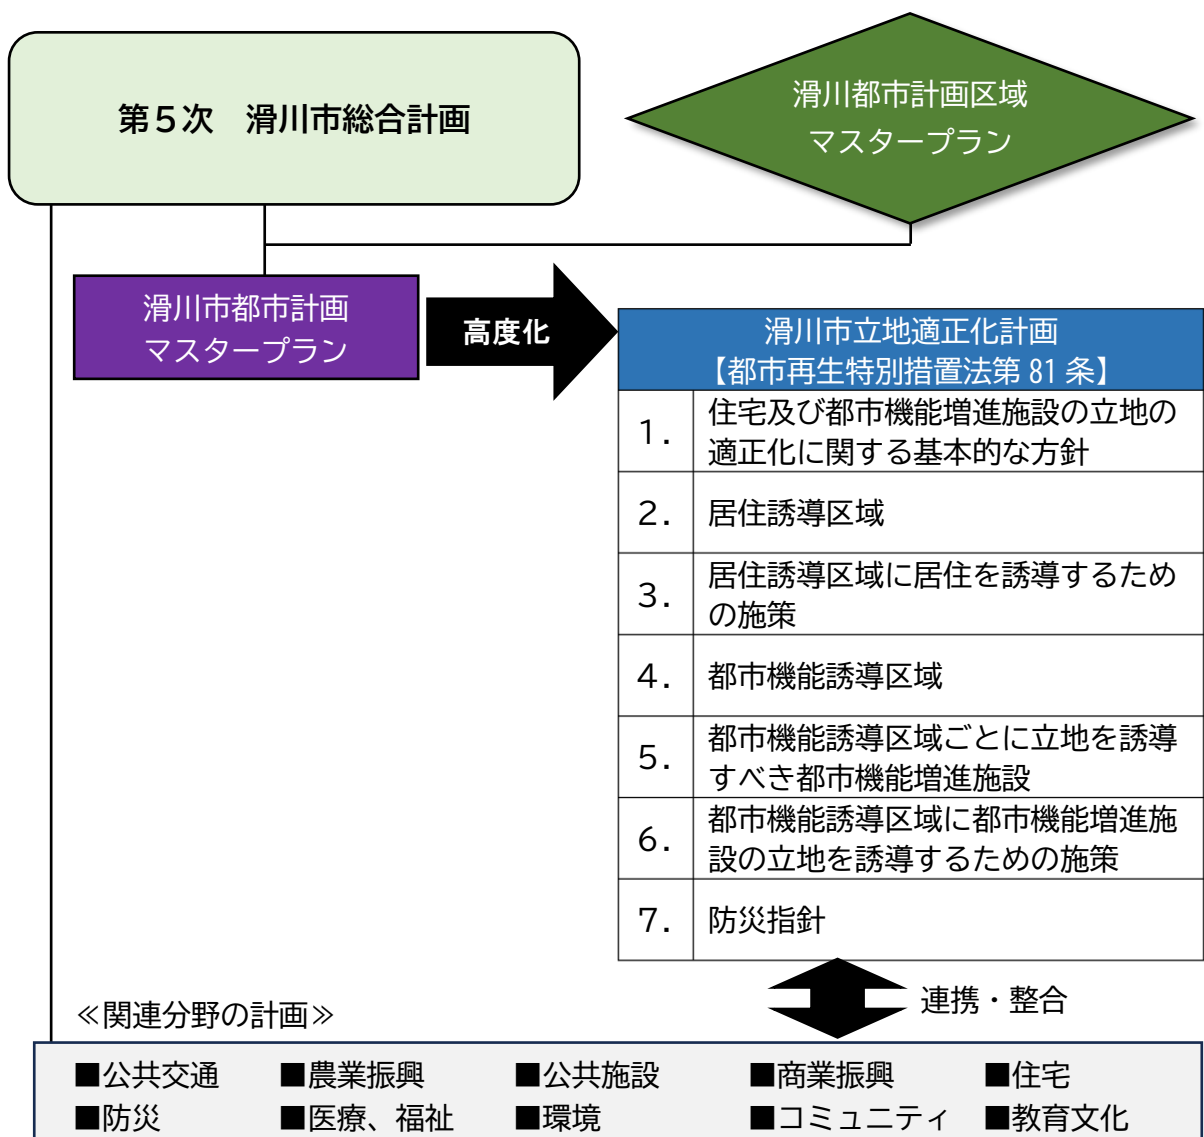 第５次　滑川市総合計画
滑川都市計画区域
マスタープラン
滑川市都市計画
マスタープラン
高度化
滑川市立地適正化計画
【都市再生特別措置法第 81 条】
１．
住宅及び都市機能増進施設の立地の
適正化に関する基本的な方針
２．
居住誘導区域
３．
居住誘導区域に居住を誘導するため
の施策
４．
都市機能誘導区域
５．
都市機能誘導区域ごとに立地を誘導
すべき都市機能増進施設
６．
都市機能誘導区域に都市機能増進施
設の立地を誘導するための施策
７．
防災指針
連携・整合
≪関連分野の計画≫
■公共交通　■農業振興　■公共施設　■商業振興　■住宅
■防災　■医療、福祉　■環境　■コミュニティ　■教育文化